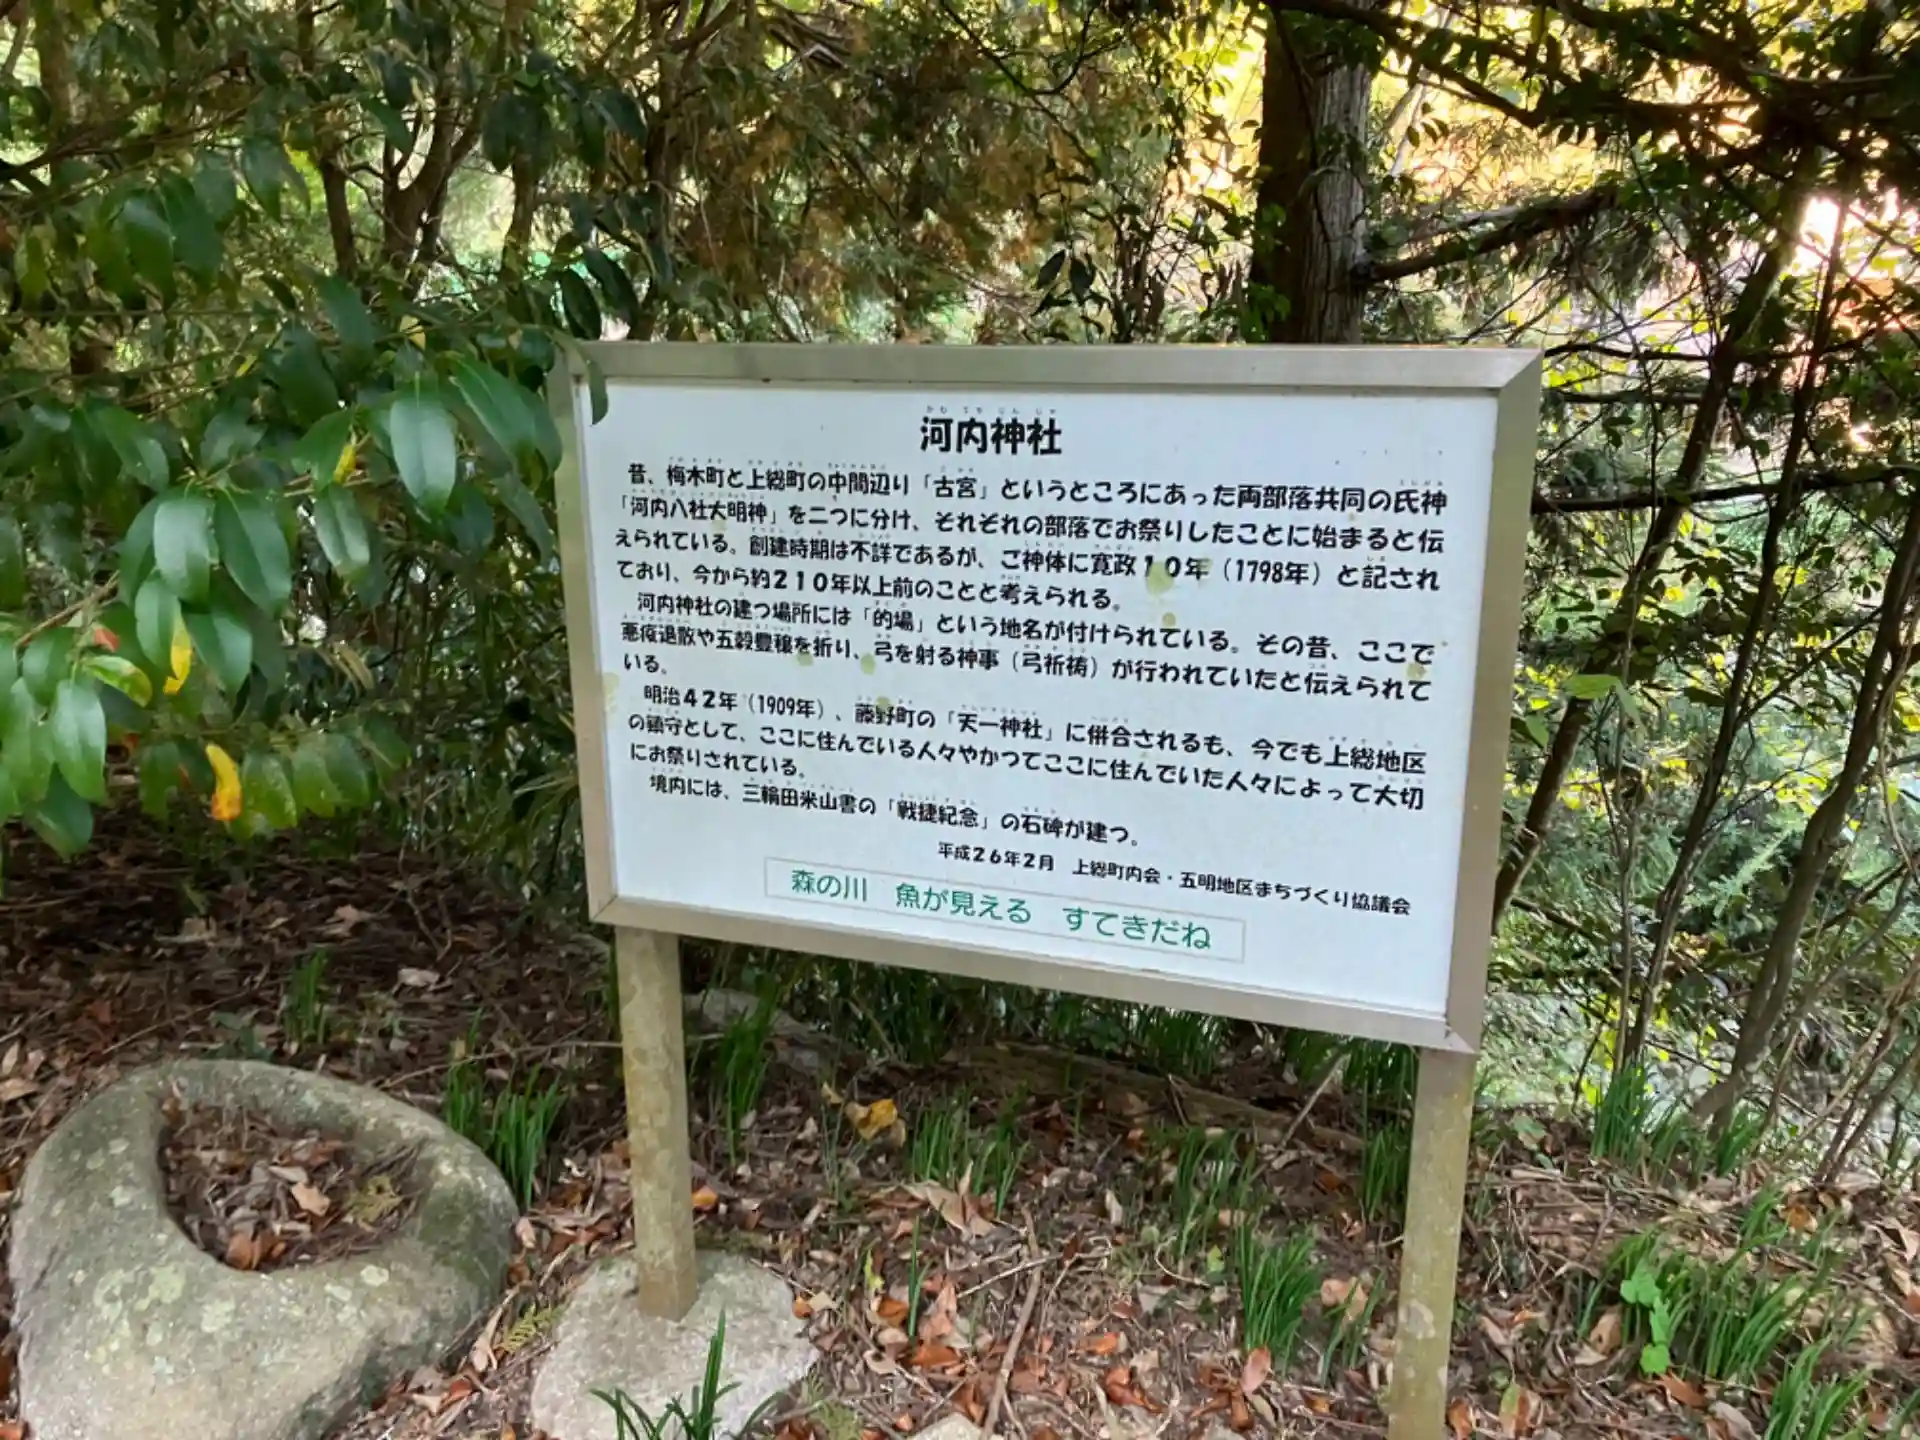 河内神社
昔、梅木町と上総町の中間辺り「古宮」というところにあった両部落共同の氏神
「河内八社大明神」を二つに分け、それぞれの部落でお祭りしたことに始まると伝
えられている。創建時期は不詳であるが、ご神体に寛政10年(1798年)と記され
ており、今から約210年以上前のことと考えられる。
河内神社の建つ場所には「的場」という地名が付けられている。その昔、ここで
悪疫退散や五穀豊穣を祈り、弓を射る神事(弓祈祷)が行われていたと伝えられて
いる。
明治42年(1909年)、藤野町の「天一神社」に併合されるも、今でも上総地区
の鎮守として、ここに住んでいる人々やかつてここに住んでいた人々によって大切
にお祭りされている。
境内には、三輪田米山書の「戦捷紀念」の石碑が建つ。
平成26年2月 上総町内会・五明地区まちづくり協議会
森の川 魚が見える すてきだね